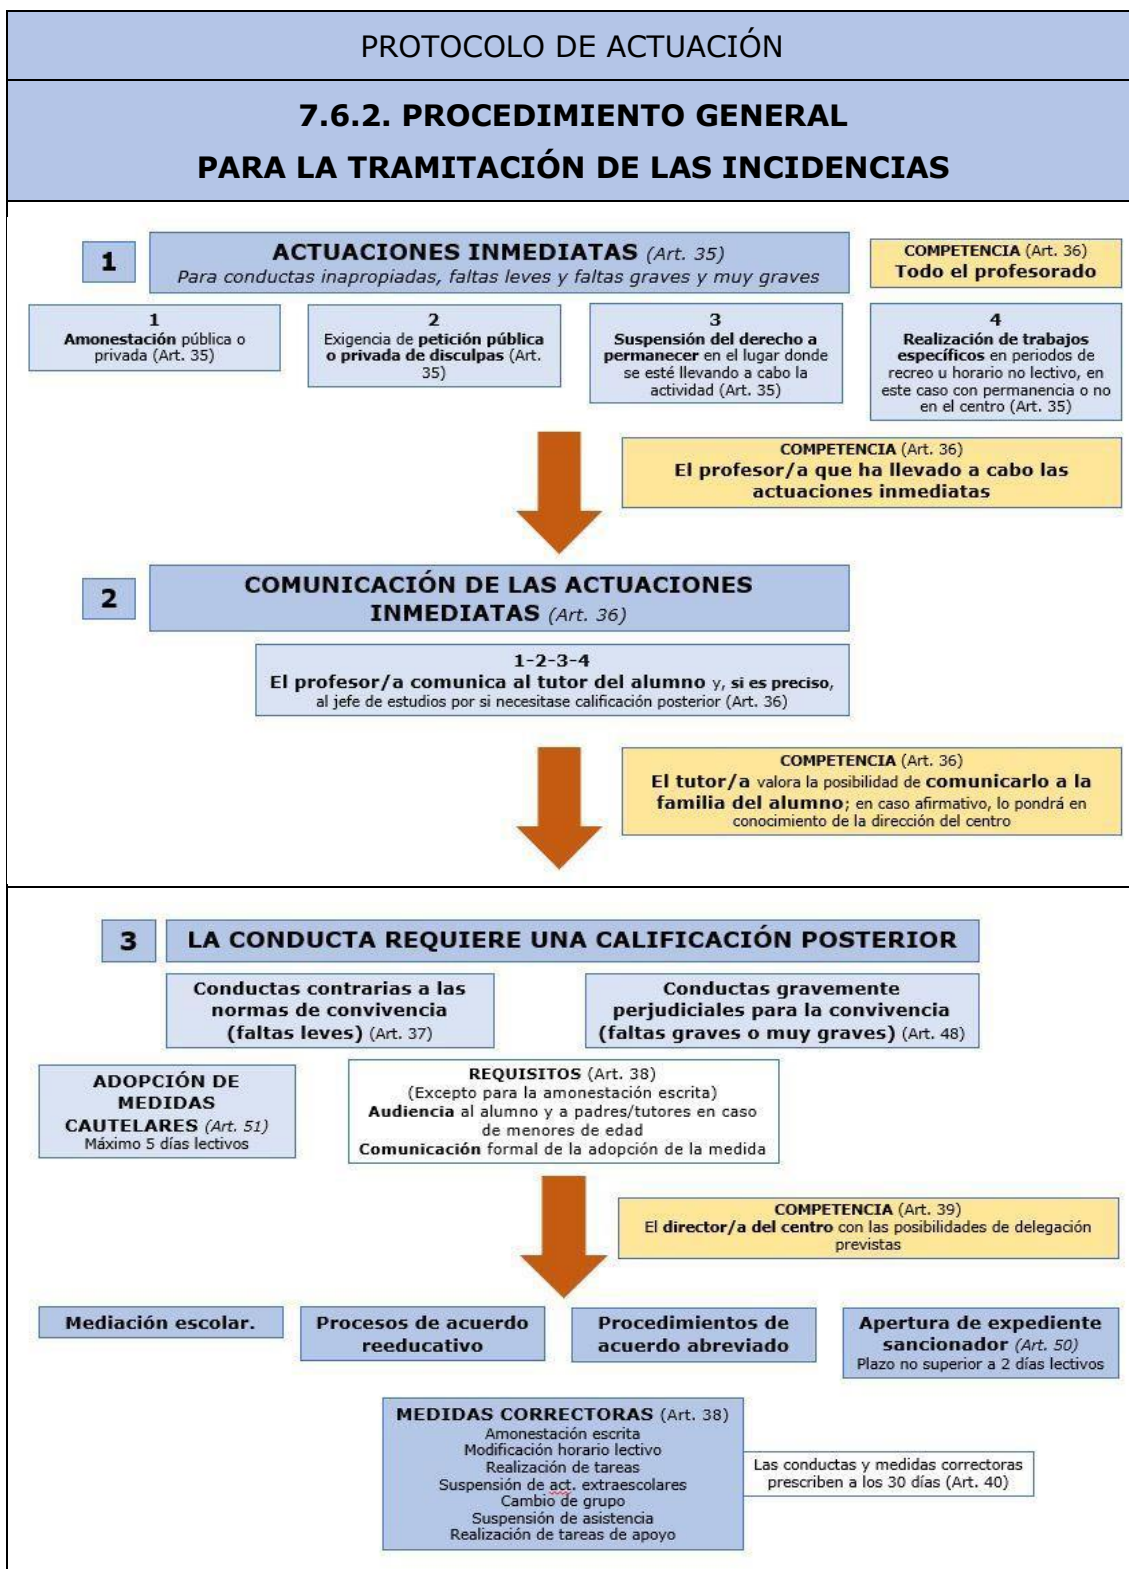 PROTOCOLO DE ACTUACIÓN
7.6.2. PROCEDIMIENTO GENERAL
PARA LA TRAMITACIÓN DE LAS INCIDENCIAS
1
ACTUACIONES INMEDIATAS (Art. 35)
Para conductas inapropiadas, faltas leves y faltas graves y muy graves
COMPETENCIA (Art. 36)
Todo el profesorado
1
Amonestación pública o
privada (Art. 35)
2
Exigencia de petición pública
o privada de disculpas (Art.
35)
3
Suspensión del derecho a
permanecer en el lugar donde
se esté llevando a cabo la
actividad (Art. 35)
4
Realización de trabajos
específicos en periodos de
recreo u horario no lectivo, en
este caso con permanencia o no
en el centro (Art. 35)
COMPETENCIA (Art. 36)
El profesor/a que ha llevado a cabo las
actuaciones inmediatas
2
COMUNICACIÓN DE LAS ACTUACIONES
INMEDIATAS (Art. 36)
1-2-3-4
El profesor/a comunica al tutor del alumno y, si es preciso,
al jefe de estudios por si necesitase calificación posterior (Art. 36)
COMPETENCIA (Art. 36)
El tutor/a valora la posibilidad de comunicarlo a la
familia del alumno; en caso afirmativo, lo pondrá en
conocimiento de la dirección del centro
3
LA CONDUCTA REQUIERE UNA CALIFICACIÓN POSTERIOR
Conductas contrarias a las
normas de convivencia
(faltas leves) (Art. 37)
Conductas gravemente
perjudiciales para la convivencia
(faltas graves o muy graves) (Art. 48)
ADOPCIÓN DE
MEDIDAS
CAUTELARES (Art. 51)
Máximo 5 días lectivos
REQUISITOS (Art. 38)
(Excepto para la amonestación escrita)
Audiencia al alumno y a padres/tutores en caso
de menores de edad
Comunicación formal de la adopción de la medida
COMPETENCIA (Art. 39)
El director/a del centro con las posibilidades de delegación
previstas
Mediación escolar.
Procesos de acuerdo
reeducativo
Procedimientos de
acuerdo abreviado
Apertura de expediente
sancionador (Art. 50)
Plazo no superior a 2 días lectivos
MEDIDAS CORRECTORAS (Art. 38)
Amonestación escrita
Modificación horario lectivo
Realización de tareas
Suspensión de act. extraescolares
Cambio de grupo
Suspensión de asistencia
Realización de tareas de apoyo
Las conductas y medidas correctoras
prescriben a los 30 días (Art. 40)